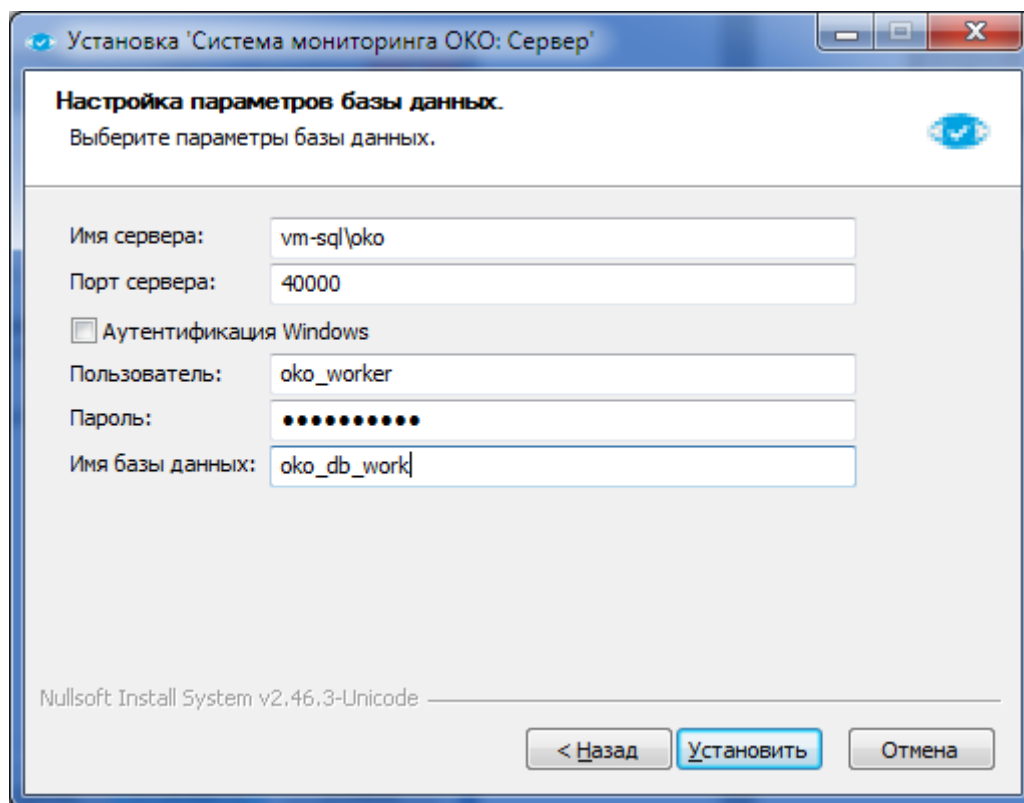 Установка 'Система мониторинга ОКО: Сервер'
Настройка параметров базы данных.
Выберите параметры базы данных.
Имя сервера: vm-sql\oko
Порт сервера: 40000
Аутентификация Windows
Пользователь: oko_worker
Пароль: ●●●●●●●●●●
Имя базы данных: oko_db_work
Nullsoft Install System v2.46.3-Unicode
< Назад Установить Отмена